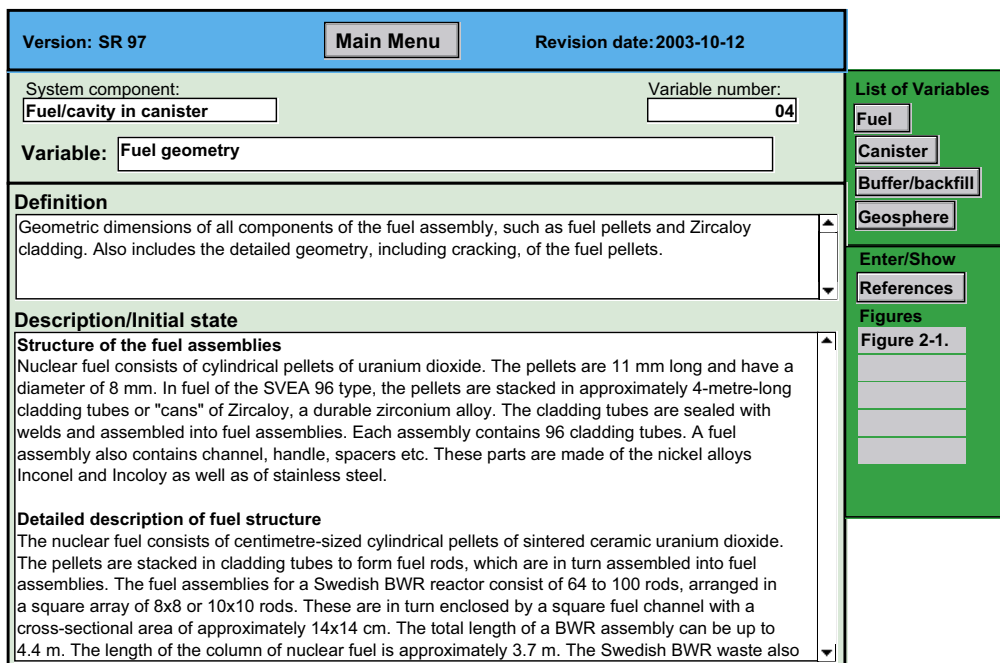 Version: SR 97
Main Menu
Revision date: 2003-10-12
System component:
Fuel/cavity in canister
Variable number:
04
Variable: Fuel geometry
Definition
Geometric dimensions of all components of the fuel assembly, such as fuel pellets and Zircaloy
cladding. Also includes the detailed geometry, including cracking, of the fuel pellets.
Description/Initial state
Structure of the fuel assemblies
Nuclear fuel consists of cylindrical pellets of uranium dioxide. The pellets are 11 mm long and have a
diameter of 8 mm. In fuel of the SVEA 96 type, the pellets are stacked in approximately 4-metre-long
cladding tubes or "cans" of Zircaloy, a durable zirconium alloy. The cladding tubes are sealed with
welds and assembled into fuel assemblies. Each assembly contains 96 cladding tubes. A fuel
assembly also contains channel, handle, spacers etc. These parts are made of the nickel alloys
Inconel and Incoloy as well as of stainless steel.
Detailed description of fuel structure
The nuclear fuel consists of centimetre-sized cylindrical pellets of sintered ceramic uranium dioxide.
The pellets are stacked in cladding tubes to form fuel rods, which are in turn assembled into fuel
assemblies. The fuel assemblies for a Swedish BWR reactor consist of 64 to 100 rods, arranged in
a square array of 8x8 or 10x10 rods. These are in turn enclosed by a square fuel channel with a
cross-sectional area of approximately 14x14 cm. The total length of a BWR assembly can be up to
4.4 m. The length of the column of nuclear fuel is approximately 3.7 m. The Swedish BWR waste also
List of Variables
Fuel
Canister
Buffer/backfill
Geosphere
Enter/Show
References
Figures
Figure 2-1.